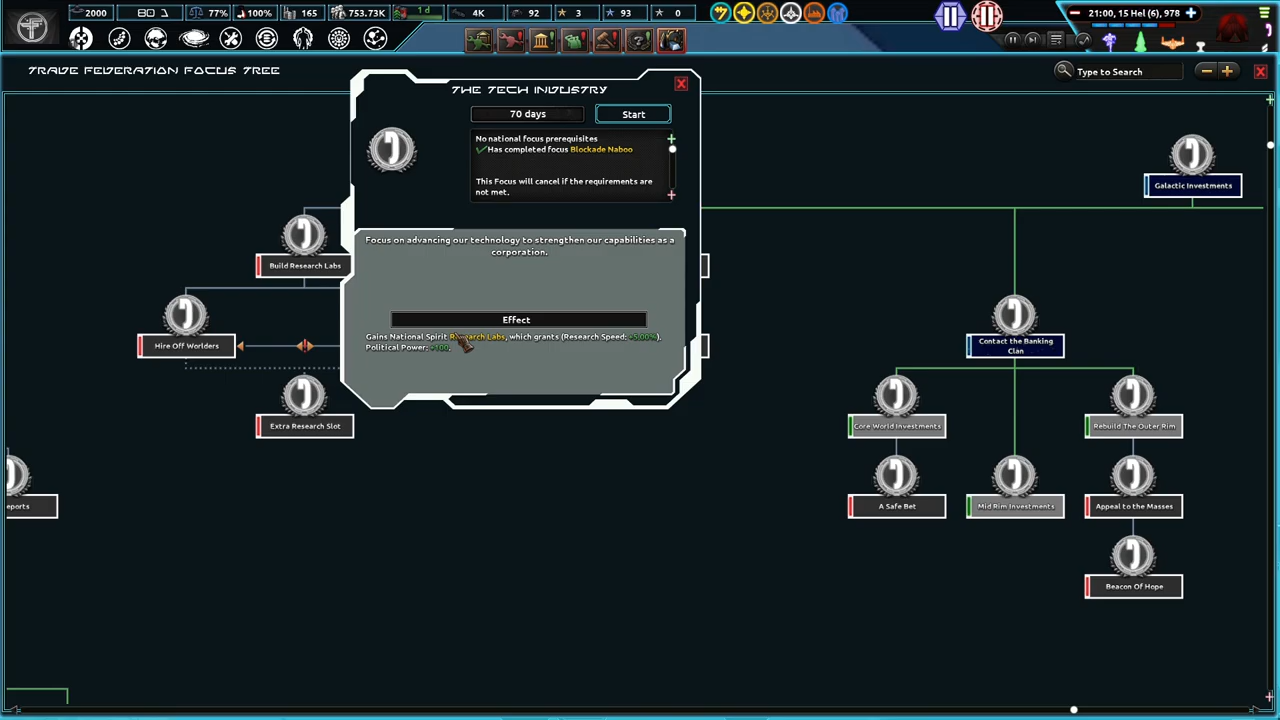 2000
80
77%
100%
165
753.73K
1 d
4K
92
3
93
0
21:00, 15 Hel (6), 978
TRADE FEDERATION FOCUS TREE
Type to Search
THE TECH INDUSTRY
70 days
Start
No national focus prerequisites
Has completed focus Blockade Naboo
This Focus will cancel if the requirements are
not met.
Galactic Investments
Focus on advancing our technology to strengthen our capabilities as a
corporation.
Build Research Labs
Effect
Gains National Spirit Research Labs, which grants (Research Speed: +5.00%).
Political Power: +100.
Hire Off Worlders
Contact the Banking
Clan
Extra Research Slot
Core World Investments
Rebuild The Outer Rim
eports
A Safe Bet
Mid Rim Investments
Appeal to the Masses
Beacon Of Hope